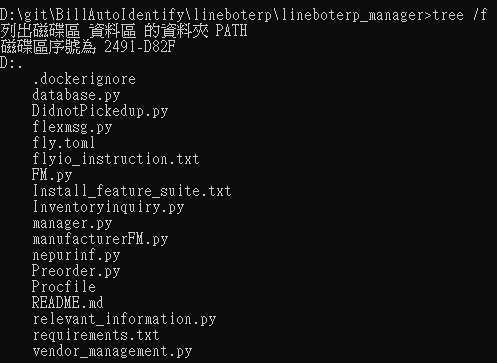 D:\git\BillAutoIdentify\lineboterp\lineboterp_manager>tree /f
列出磁碟區 資料區 的資料夾 PATH
磁碟區序號為 2491-D82F
D:.
.dockerignore
database.py
DidnotPickedup.py
flexmsg.py
fly.toml
flyio_instruction.txt
FM.py
Install_feature_suite.txt
Inventoryinquiry.py
manager.py
manufacturerFM.py
nepurinf.py
Preorder.py
Procfile
README.md
relevant_information.py
requirements.txt
vendor_management.py